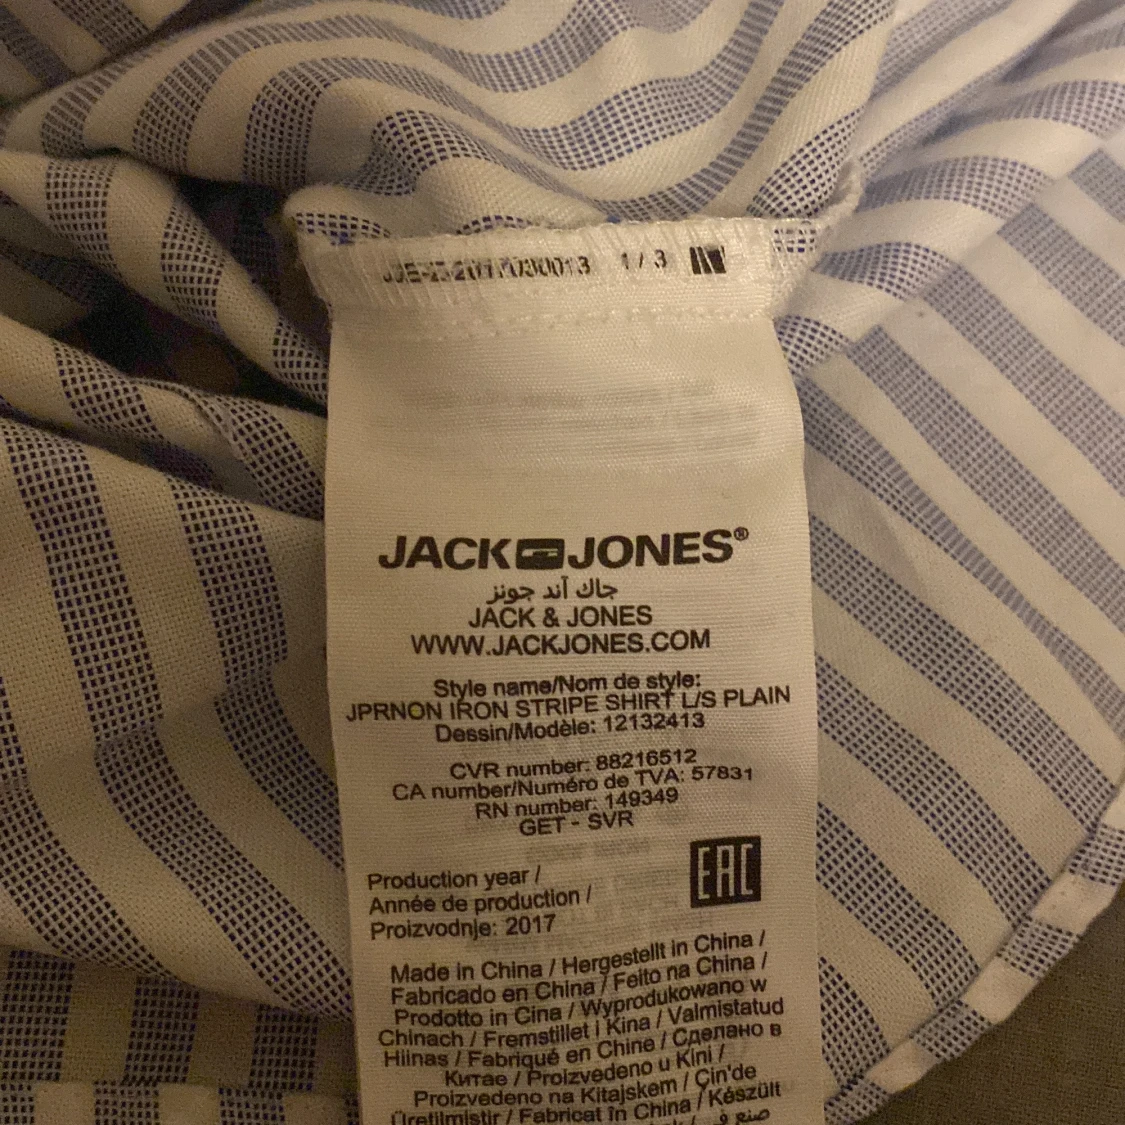 1 / 3
JACK JONES®
جاك آند جونز
JACK & JONES
WWW.JACKJONES.COM
Style name/Nom de style:
JPRNON IRON STRIPE SHIRT L/S PLAIN
Dessin/Modèle: 12132413
CVR number: 88216512
CA number/Numéro de TVA: 57831
RN number: 149349
GET - SVR
EAC
Production year /
Année de production /
Proizvodnje: 2017
Made in China / Hergestellt in China /
Fabricado en China / Feito na China /
Prodotto in Cina / Wyprodukowano w
Chinach / Fremstillet i Kina / Valmistatud
Hiinas / Fabriqué en Chine / Сделано в
Китае / Proizvedeno u Kini /
Proizvedeno na Kitajskem / Çin'de
Üretilmiştir / Fabricat în China / Készült
صنع في